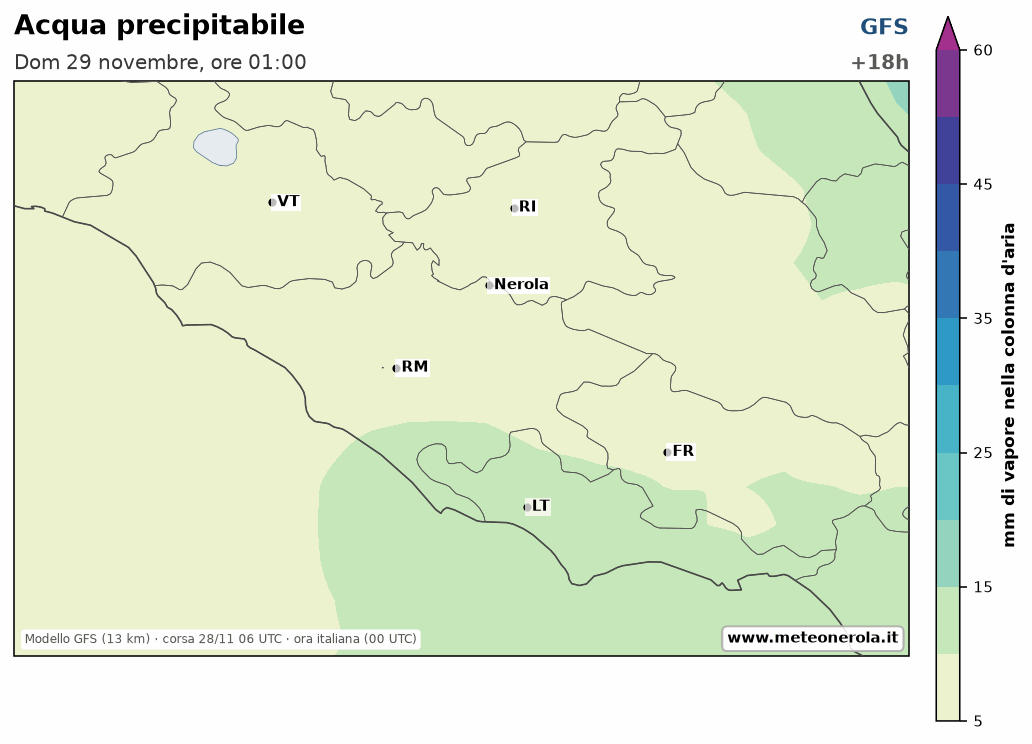 Acqua precipitabile
GFS
Dom 29 novembre, ore 01:00
+18h
60
45
35
25
15
5
mm di vapore nella colonna d'aria
VT
RI
Nerola
RM
FR
LT
Modello GFS (13 km) · corsa 28/11 06 UTC · ora italiana (00 UTC)
www.meteonerola.it